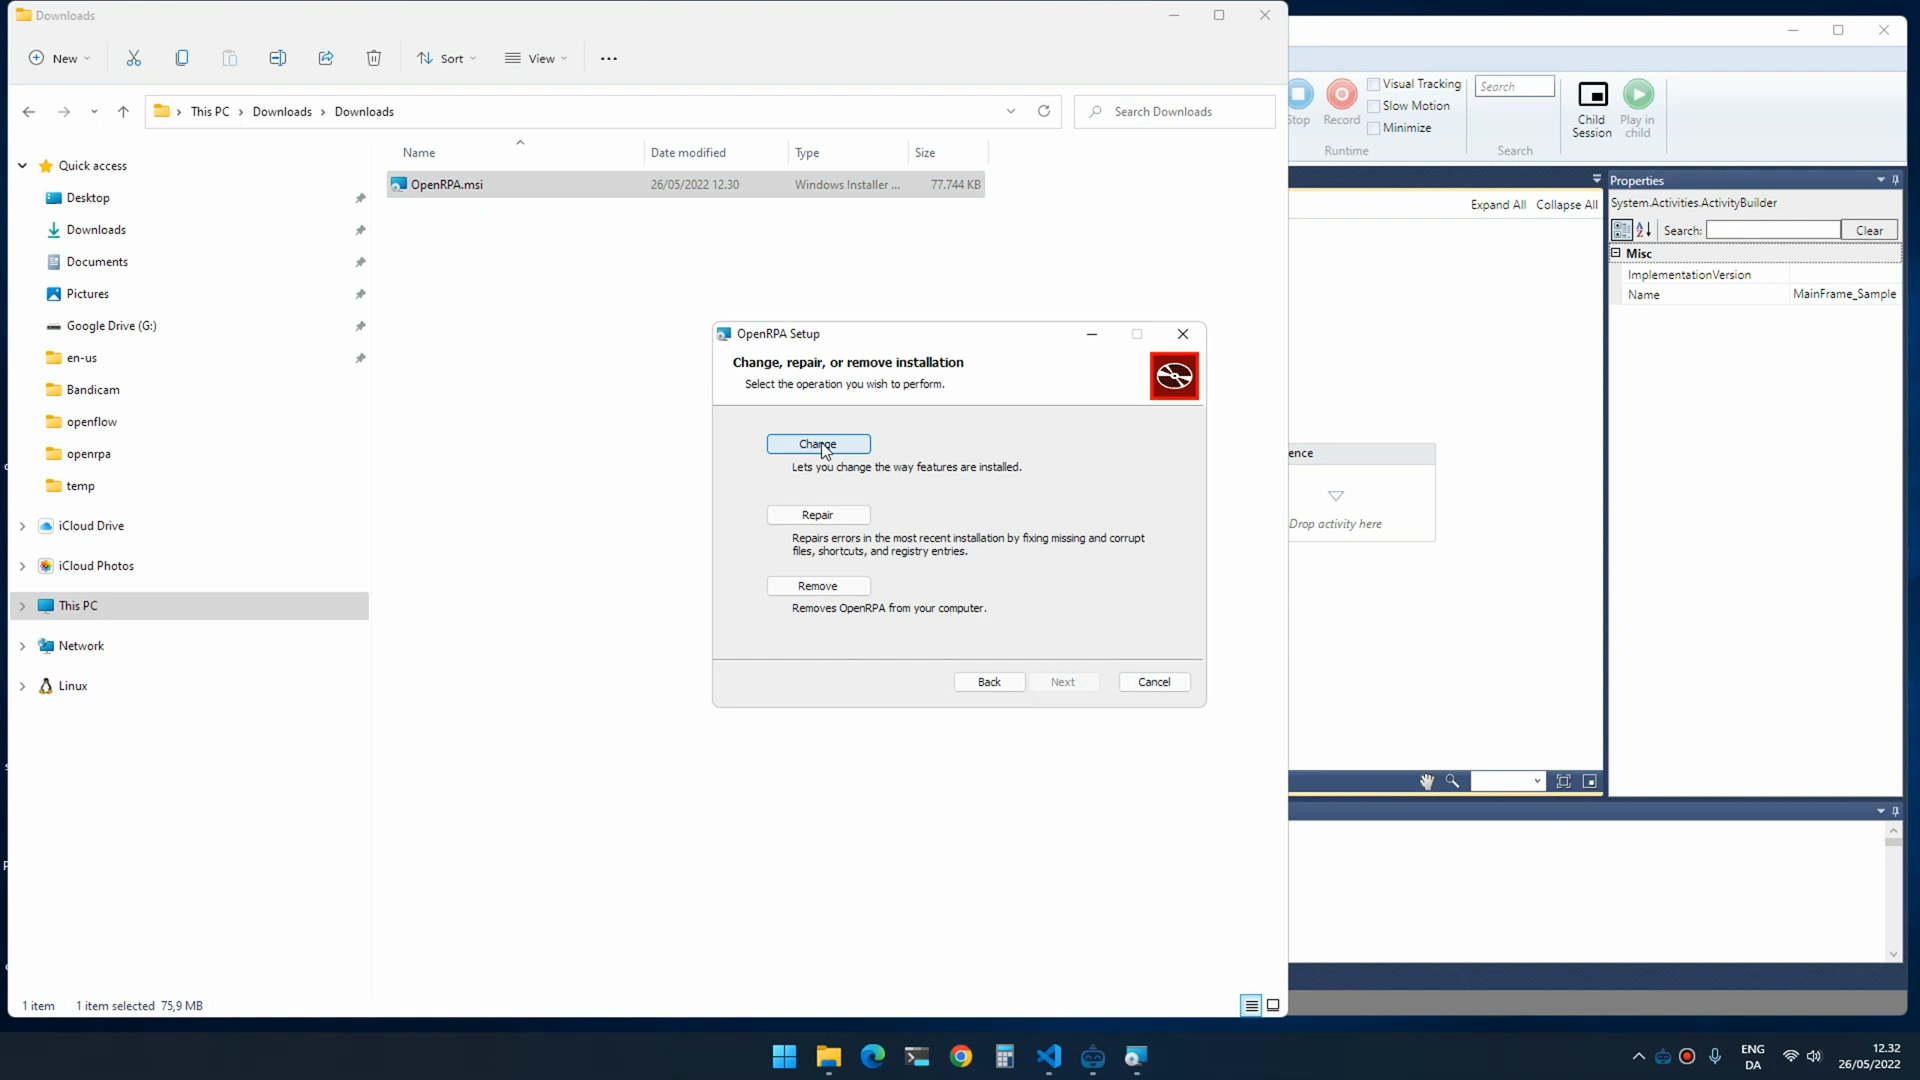 Downloads
New
Sort
View
This PC
Downloads
Downloads
Search Downloads
Quick access
Desktop
Downloads
Documents
Pictures
Google Drive (G:)
en-us
Bandicam
openflow
openrpa
temp
iCloud Drive
iCloud Photos
This PC
Network
Linux
Name
Date modified
Type
Size
OpenRPA.msi
26/05/2022 12.30
Windows Installer ...
77.744 KB
1 item
1 item selected 75,9 MB
OpenRPA Setup
Change, repair, or remove installation
Select the operation you wish to perform.
Change
Lets you change the way features are installed.
Repair
Repairs errors in the most recent installation by fixing missing and corrupt
files, shortcuts, and registry entries.
Remove
Removes OpenRPA from your computer.
Back
Next
Cancel
Stop
Record
Visual Tracking
Slow Motion
Minimize
Runtime
Search
Search
Child
Session
Play in
child
Expand All
Collapse All
ence
Drop activity here
Properties
System.Activities.ActivityBuilder
Search:
Clear
Misc
ImplementationVersion
Name
MainFrame_Sample
ENG
DA
12.32
26/05/2022